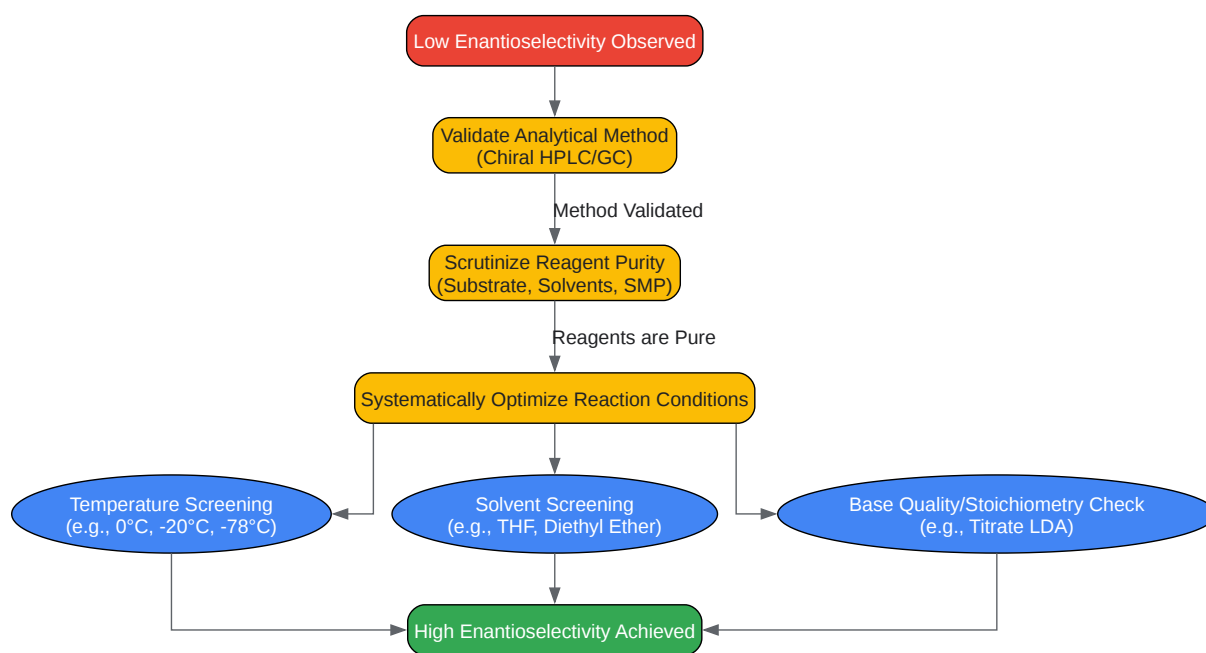 Low Enantioselectivity Observed
Validate Analytical Method
(Chiral HPLC/GC)
Method Validated
Scrutinize Reagent Purity
(Substrate, Solvents, SMP)
Reagents are Pure
Systematically Optimize Reaction Conditions
Temperature Screening
(e.g., 0°C, -20°C, -78°C)
Solvent Screening
(e.g., THF, Diethyl Ether)
Base Quality/Stoichiometry Check
(e.g., Titrate LDA)
High Enantioselectivity Achieved